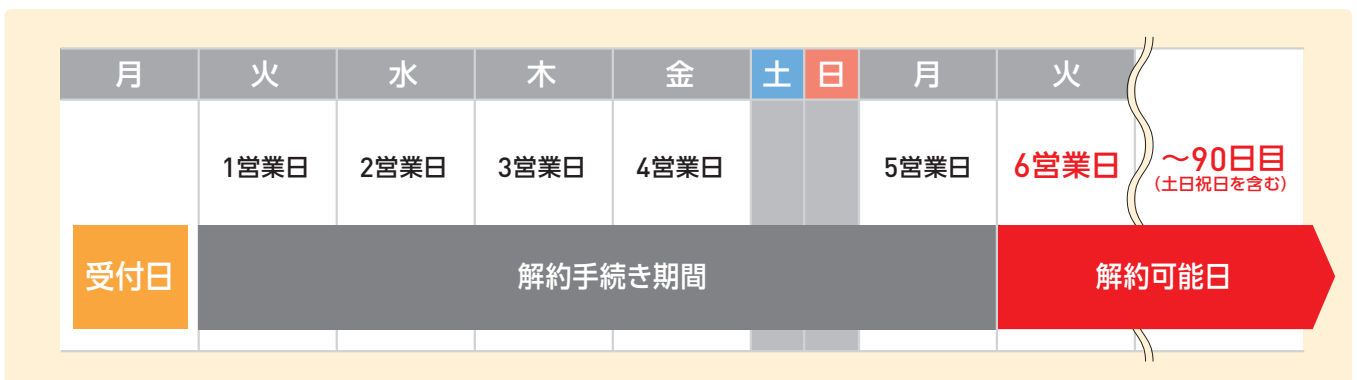 月 火 水 木 金 土 日 月 火
1営業日 2営業日 3営業日 4営業日 5営業日 6営業日 ～90日目
（土日祝日を含む）
受付日 解約手続き期間 解約可能日